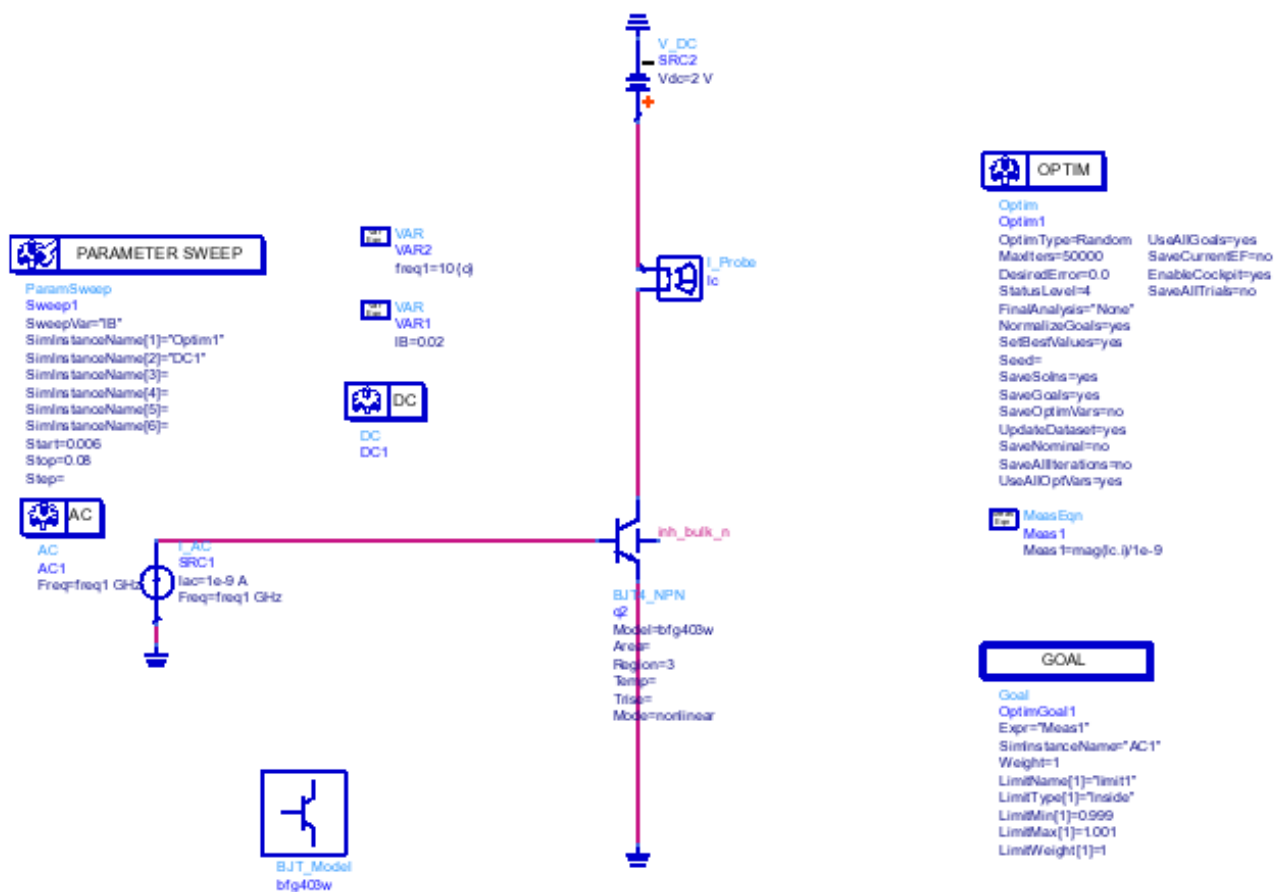 V_DC
SRC2
Vdc=2 V
OPTIM
Optim
Optim1
OptimType=Random UseAllGoals=yes
MaxIters=50000 SaveCurrentEF=no
DesiredError=0.0 EnableCockpit=yes
StatusLevel=4 SaveAllTrials=no
FinalAnalysis="None"
NormalizeGoals=yes
SetBestValues=yes
Seed=
SaveSolns=yes
SaveGoals=yes
SaveOptimVars=no
UpdateDataset=yes
SaveNominal=no
SaveAllIterations=no
UseAllOptVars=yes
PARAMETER SWEEP
ParamSweep
Sweep1
SweepVar="IB"
SimInstanceName[1]="Optim1"
SimInstanceName[2]="DC1"
SimInstanceName[3]=
SimInstanceName[4]=
SimInstanceName[5]=
SimInstanceName[6]=
Start=0.006
Stop=0.08
Step=
VAR
VAR2
freq1=10 {o}
VAR
VAR1
IB=0.02
DC
DC
DC1
I_Probe
Ic
AC
AC
AC1
Freq=freq1 GHz
I_AC
SRC1
Iac=1e-9 A
Freq=freq1 GHz
inh_bulk_n
BJT4_NPN
q2
Model=bfg403w
Area=
Region=3
Temp=
Trise=
Mode=nonlinear
MeasEqn
Meas1
Meas1=mag(Ic.i)/1e-9
GOAL
Goal
OptimGoal1
Expr="Meas1"
SimInstanceName="AC1"
Weight=1
LimitName[1]="limit1"
LimitType[1]="Inside"
LimitMin[1]=0.999
LimitMax[1]=1.001
LimitWeight[1]=1
BJT_Model
bfg403w